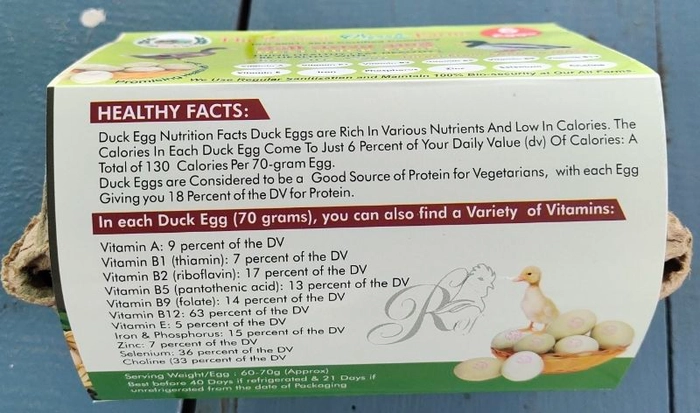 We Use Regular Sanitization and Maintain 100% Bio-Security at Our All Farms.
HEALTHY FACTS:
Duck Egg Nutrition Facts Duck Eggs are Rich In Various Nutrients And Low In Calories. The
Calories In Each Duck Egg Come To Just 6 Percent of Your Daily Value (dv) Of Calories: A
Total of 130 Calories Per 70-gram Egg.
Duck Eggs are Considered to be a Good Source of Protein for Vegetarians, with each Egg
Giving you 18 Percent of the DV for Protein.
In each Duck Egg (70 grams), you can also find a Variety of Vitamins:
Vitamin A: 9 percent of the DV
Vitamin B1 (thiamin): 7 percent of the DV
Vitamin B2 (riboflavin): 17 percent of the DV
Vitamin B5 (pantothenic acid): 13 percent of the DV
Vitamin B9 (folate): 14 percent of the DV
Vitamin B12: 63 percent of the DV
Vitamin E: 5 percent of the DV
Iron & Phosphorus: 15 percent of the DV
Zinc: 7 percent of the DV
Selenium: 36 percent of the DV
Choline (33 percent of the DV
Serving Weight/Egg : 60-70g (Approx)
Best before 40 Days if refrigerated & 21 Days if
unrefrigerated from the date of Packaging